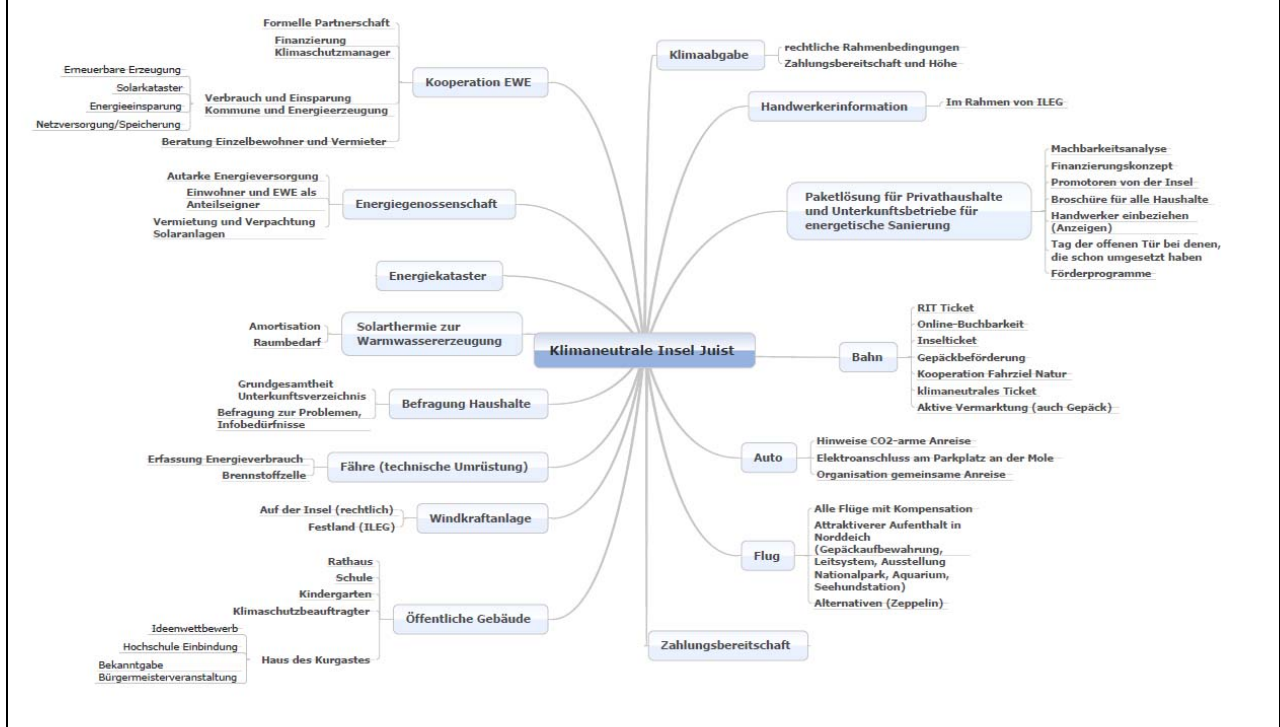 Klimaneutrale Insel Juist
Kooperation EWE
Formelle Partnerschaft
Finanzierung
Klimaschutzmanager
Verbrauch und Einsparung
Kommune und Energieerzeugung
Erneuerbare Erzeugung
Solarkataster
Energieeinsparung
Netzversorgung/Speicherung
Beratung Einzelbewohner und Vermieter
Energiegenossenschaft
Autarke Energieversorgung
Einwohner und EWE als
Anteilseigner
Vermietung und Verpachtung
Solaranlagen
Energiekataster
Solarthermie zur
Warmwassererzeugung
Amortisation
Raumbedarf
Befragung Haushalte
Grundgesamtheit
Unterkunftsverzeichnis
Befragung zur Problemen,
Infobedürfnisse
Fähre (technische Umrüstung)
Erfassung Energieverbrauch
Brennstoffzelle
Windkraftanlage
Auf der Insel (rechtlich)
Festland (ILEG)
Öffentliche Gebäude
Rathaus
Schule
Kindergarten
Klimaschutzbeauftragter
Haus des Kurgastes
Ideenwettbewerb
Hochschule Einbindung
Bekanntgabe
Bürgermeisterveranstaltung
Klimaabgabe
rechtliche Rahmenbedingungen
Zahlungsbereitschaft und Höhe
Handwerkerinformation
Im Rahmen von ILEG
Paketlösung für Privathaushalte
und Unterkunftsbetriebe für
energetische Sanierung
Machbarkeitsanalyse
Finanzierungskonzept
Promotoren von der Insel
Broschüre für alle Haushalte
Handwerker einbeziehen
(Anzeigen)
Tag der offenen Tür bei denen,
die schon umgesetzt haben
Förderprogramme
Bahn
RIT Ticket
Online-Buchbarkeit
Inselticket
Gepäckbeförderung
Kooperation Fahrziel Natur
klimaneutrales Ticket
Aktive Vermarktung (auch Gepäck)
Auto
Hinweise CO2-arme Anreise
Elektroanschluss am Parkplatz an der Mole
Organisation gemeinsame Anreise
Flug
Alle Flüge mit Kompensation
Attraktiverer Aufenthalt in
Norddeich
(Gepäckaufbewahrung,
Leitsystem, Ausstellung
Nationalpark, Aquarium,
Seehundstation)
Alternativen (Zeppelin)
Zahlungsbereitschaft